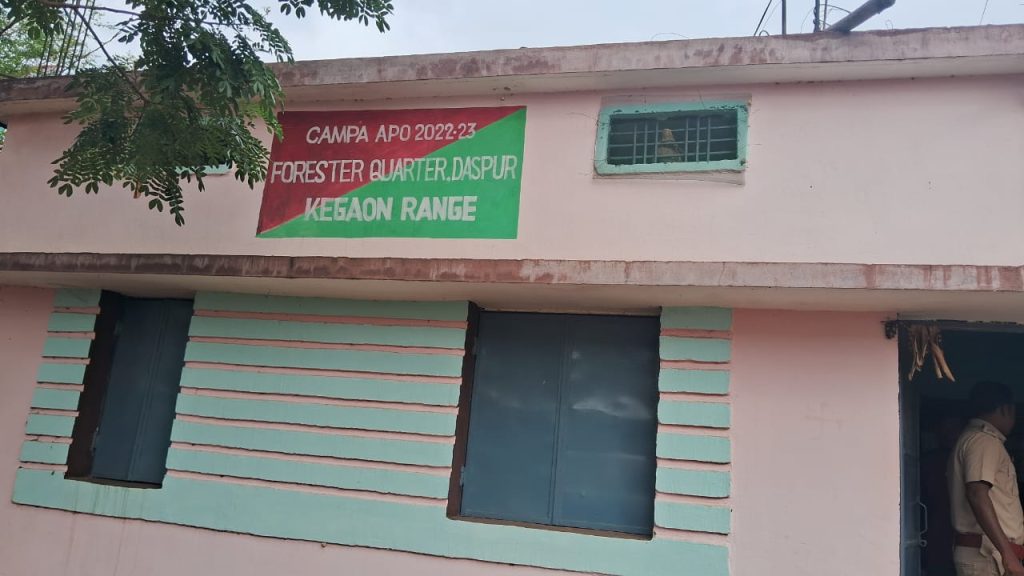 CAMPA APO 2022-23
FORESTER QUARTER, DASPUR
KEGAON RANGE